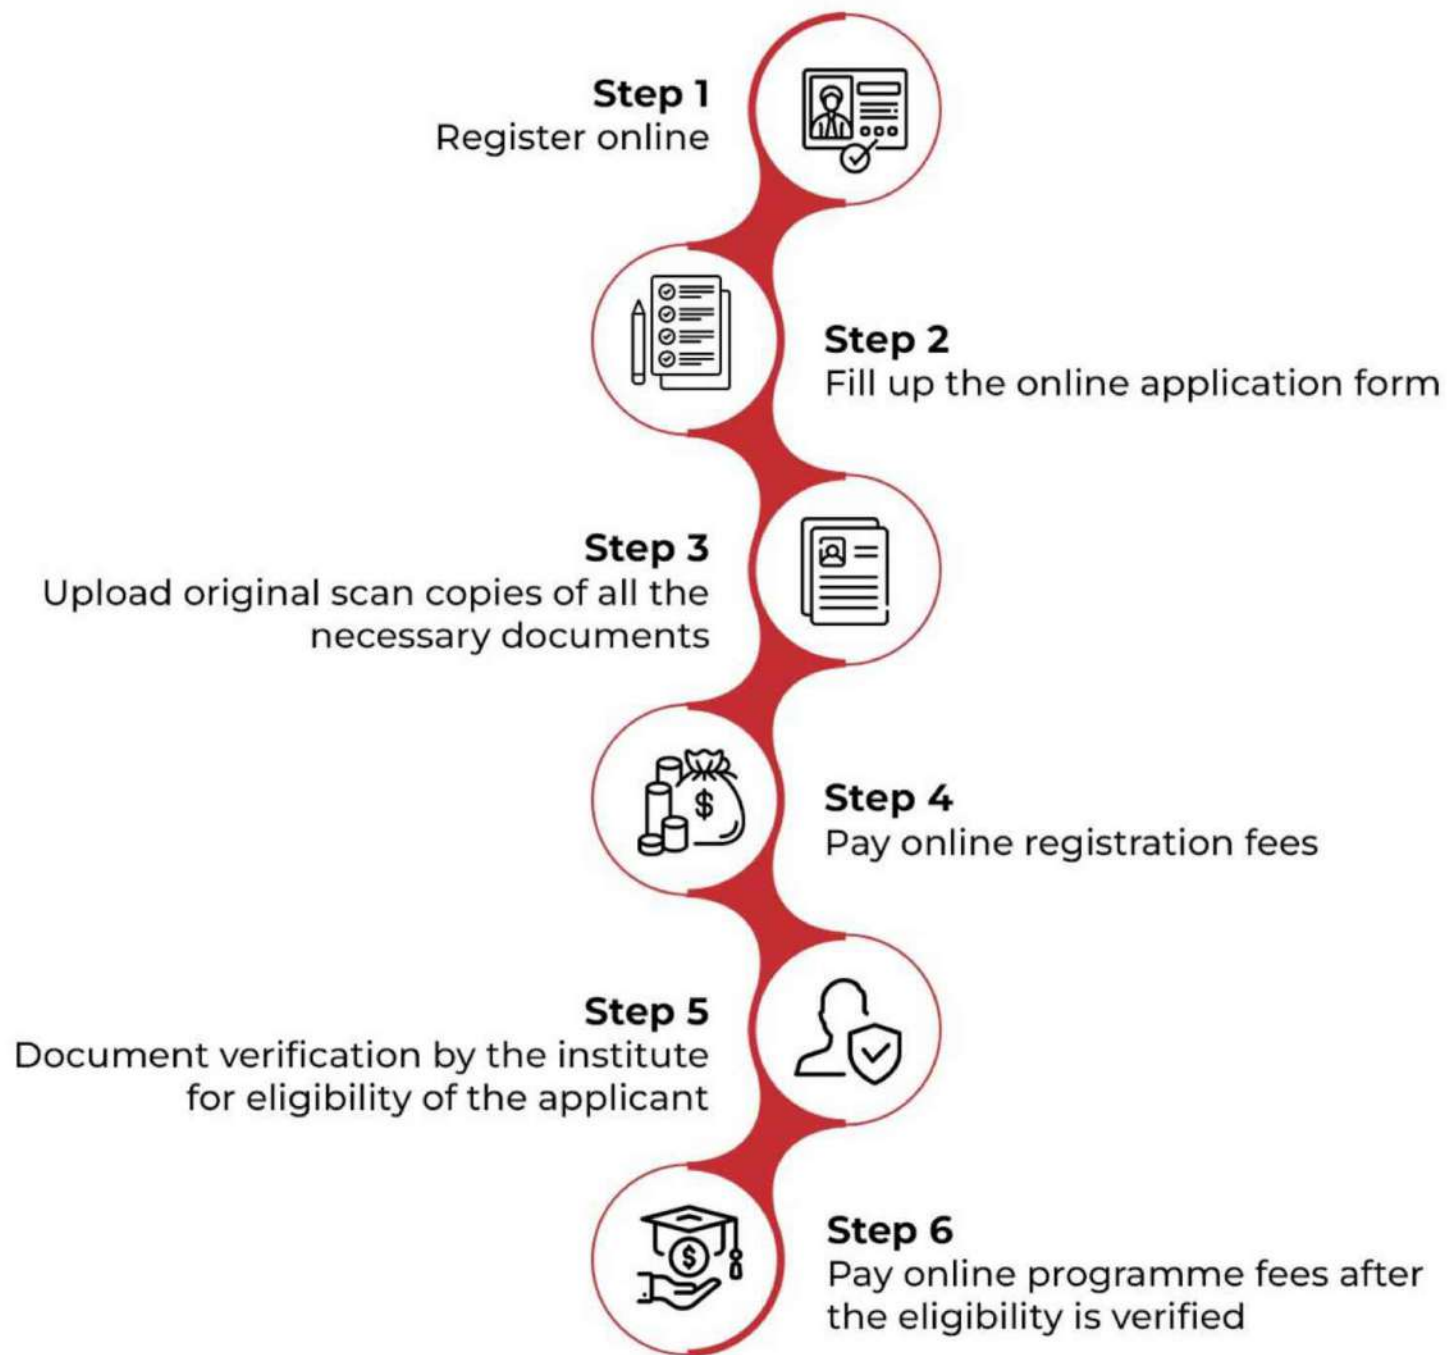 Step 1
Register online
Step 2
Fill up the online application form
Step 3
Upload original scan copies of all the
necessary documents
$
Step 4
Pay online registration fees
Step 5
Document verification by the institute
for eligibility of the applicant
$
Step 6
Pay online programme fees after
the eligibility is verified